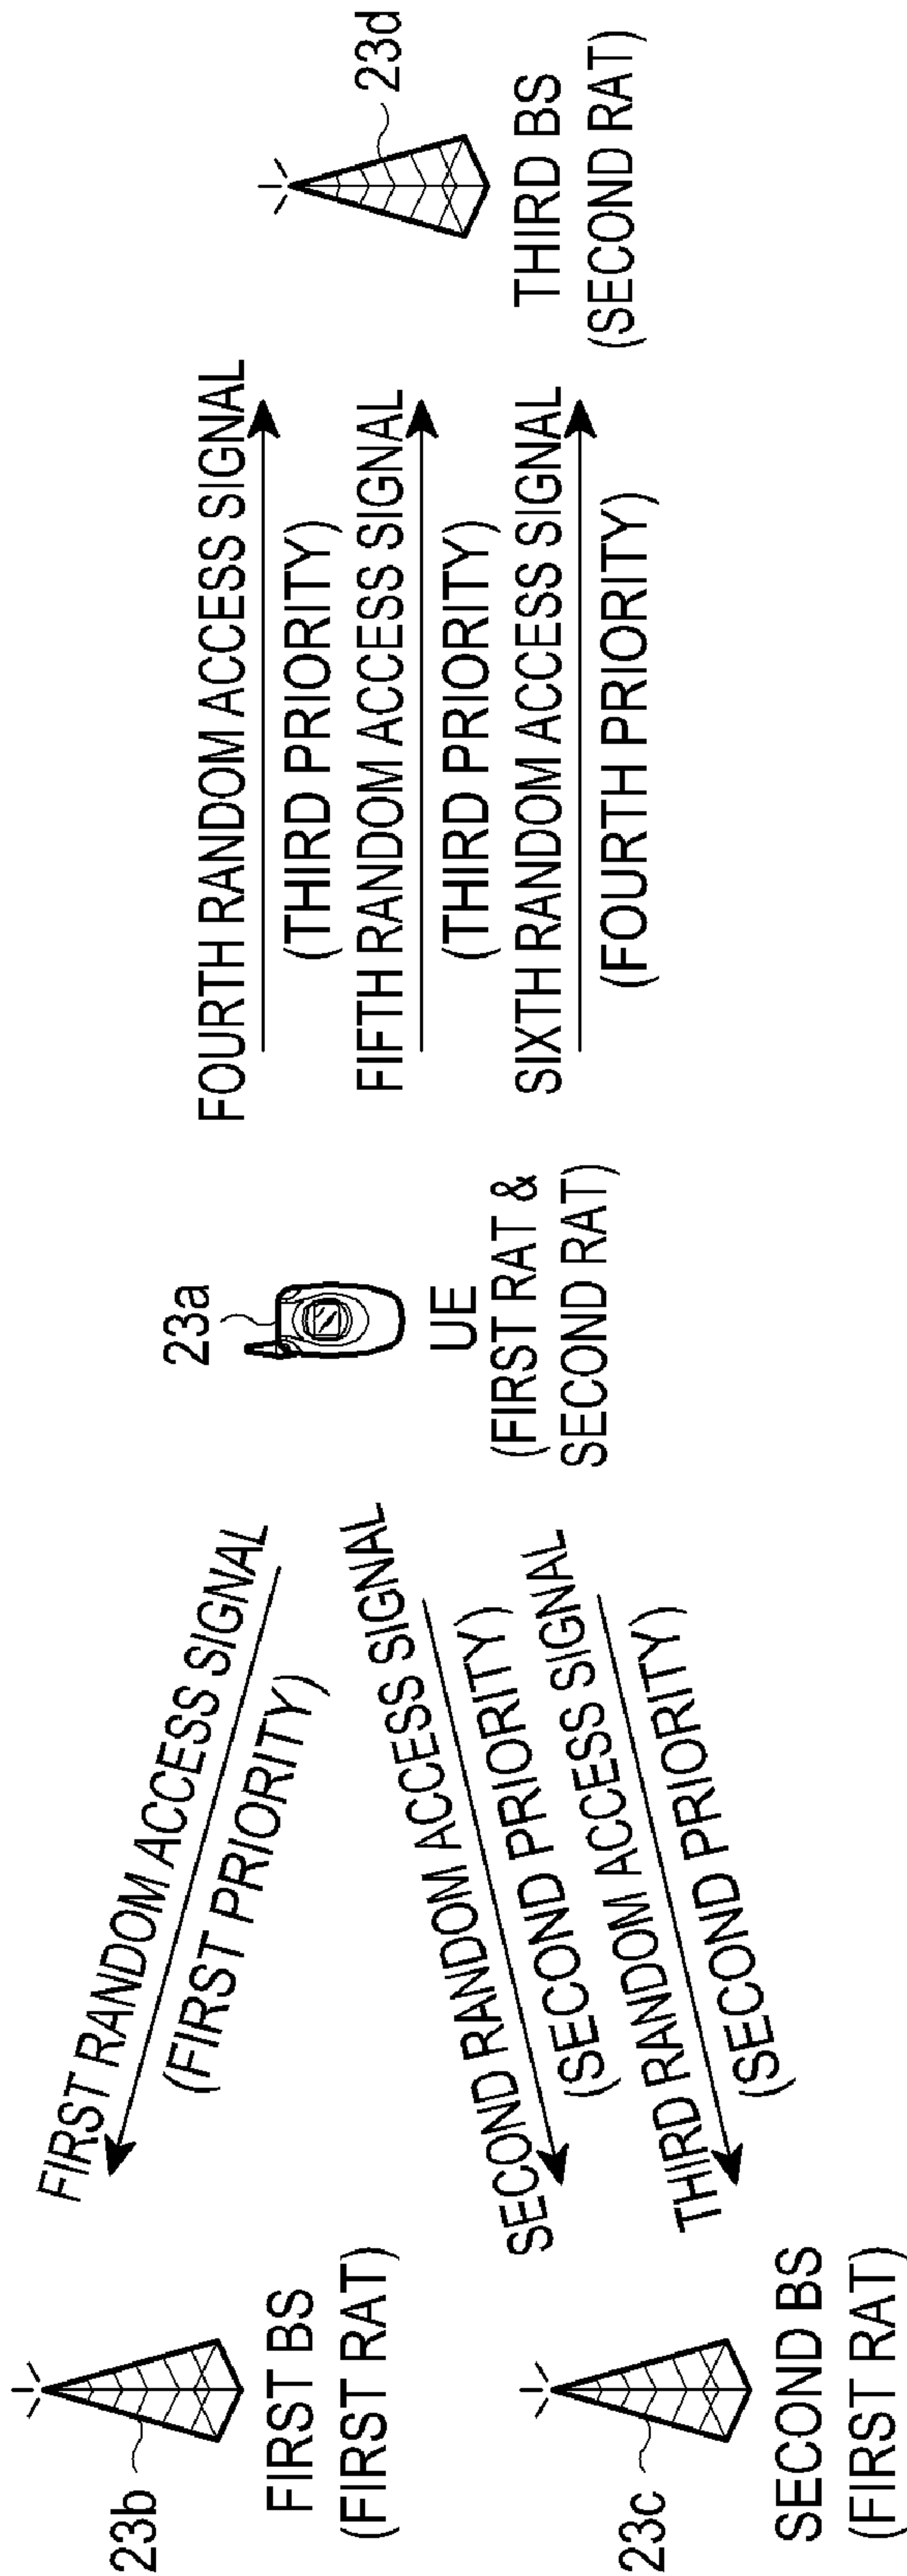 23b
FIRST BS
(FIRST RAT)
23c
SECOND BS
(FIRST RAT)
FIRST RANDOM ACCESS SIGNAL
(FIRST PRIORITY)
SECOND RANDOM ACCESS SIGNAL
(SECOND PRIORITY)
THIRD RANDOM ACCESS SIGNAL
(SECOND PRIORITY)
23a
UE
(FIRST RAT &
SECOND RAT)
FOURTH RANDOM ACCESS SIGNAL
(THIRD PRIORITY)
FIFTH RANDOM ACCESS SIGNAL
(THIRD PRIORITY)
SIXTH RANDOM ACCESS SIGNAL
(FOURTH PRIORITY)
23d
THIRD BS
(SECOND RAT)